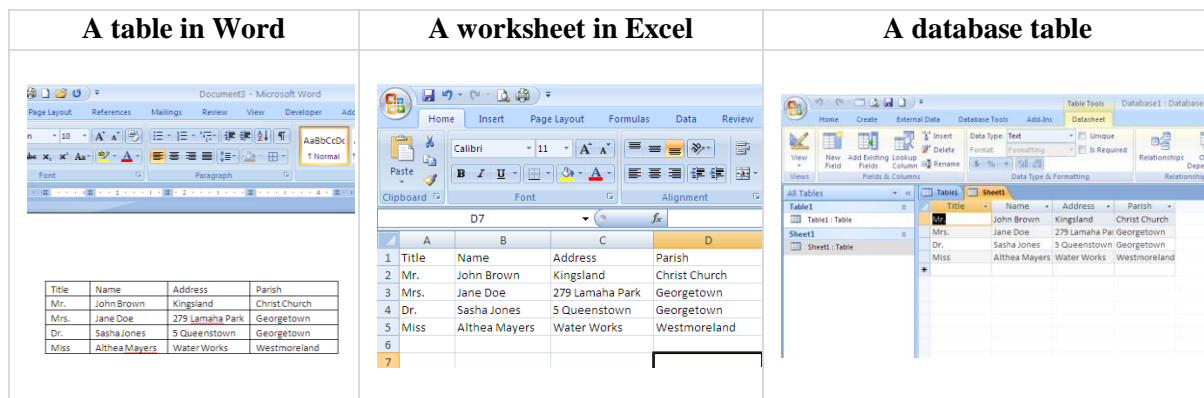 A table in Word
A worksheet in Excel
A database table
Document3 - Microsoft Word
Page Layout References Mailings Review View Developer
10
AaBbCcDc
¶ Normal
Paragraph
Title Name Address Parish
Mr. John Brown Kingsland Christ Church
Mrs. Jane Doe 279 Lamaha Park Georgetown
Dr. Sasha Jones 5 Queenstown Georgetown
Miss Althea Mayers Water Works Westmoreland
Home Insert Page Layout Formulas Data Review
Paste
Calibri 11
B I U
Clipboard Font Alignment
D7 fx
A B C D
1 Title Name Address Parish
2 Mr. John Brown Kingsland Christ Church
3 Mrs. Jane Doe 279 Lamaha Park Georgetown
4 Dr. Sasha Jones 5 Queenstown Georgetown
5 Miss Althea Mayers Water Works Westmoreland
6
7
Table Tools Database1 : Database
Home Create External Data Database Tools Add-Ins Datasheet
View
New Field
Add Existing Fields
Lookup Column
Insert
Delete
Rename
Data Type: Text
Format: Formatting
Unique
Is Required
Relationships
Views Fields & Columns Data Type & Formatting
All Tables
Table1
Table1 : Table
Sheet1
Sheet1 : Table
Table1 Sheet1
Title Name Address Parish
Mr. John Brown Kingsland Christ Church
Mrs. Jane Doe 279 Lamaha Par Georgetown
Dr. Sasha Jones 5 Queenstown Georgetown
Miss Althea Mayers Water Works Westmoreland